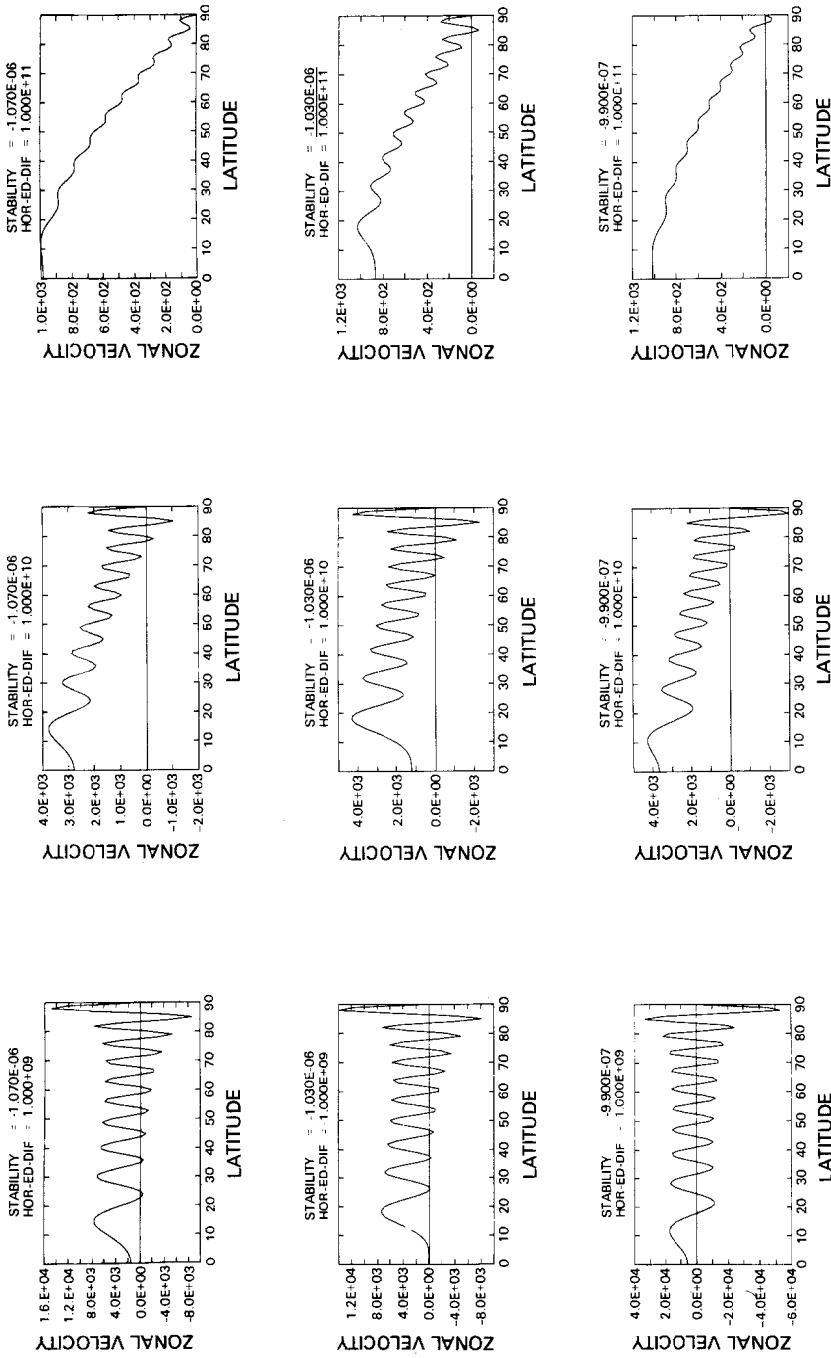 STABILITY = -1.070E-06
HOR-ED-DIF = 1.000+09
ZONAL VELOCITY
1.6E+04
1.2E+04
8.0E+03
4.0E+03
0.0E+00
-4.0E+03
-8.0E+03
0 10 20 30 40 50 60 70 80 90
LATITUDE
STABILITY = -1.070E-06
HOR-ED-DIF = 1.000E+10
ZONAL VELOCITY
4.0E+03
3.0E+03
2.0E+03
1.0E+03
0.0E+00
-1.0E+03
-2.0E+03
0 10 20 30 40 50 60 70 80 90
LATITUDE
STABILITY = -1.070E-06
HOR-ED-DIF = 1.000E+11
ZONAL VELOCITY
1.0E+03
8.0E+02
6.0E+02
4.0E+02
2.0E+02
0.0E+00
0 10 20 30 40 50 60 70 80 90
LATITUDE
STABILITY = -1.030E-06
HOR-ED-DIF = 1.000E+09
ZONAL VELOCITY
1.2E+04
8.0E+03
4.0E+03
0.0E+00
-4.0E+03
-8.0E+03
0 10 20 30 40 50 60 70 80 90
LATITUDE
STABILITY = -1.030E-06
HOR-ED-DIF = 1.000E+10
ZONAL VELOCITY
4.0E+03
2.0E+03
0.0E+00
-2.0E+03
0 10 20 30 40 50 60 70 80 90
LATITUDE
STABILITY = -1.030E-06
HOR-ED-DIF = 1.000E+11
ZONAL VELOCITY
1.2E+03
8.0E+02
4.0E+02
0.0E+00
0 10 20 30 40 50 60 70 80 90
LATITUDE
STABILITY = -9.900E-07
HOR-ED-DIF - 1.000E+09
ZONAL VELOCITY
4.0E+04
2.0E+04
0.0E+00
-2.0E+04
-4.0E+04
-6.0E+04
0 10 20 30 40 50 60 70 80 90
LATITUDE
STABILITY = -9.900E-07
HOR-ED-DIF = 1.000E+10
ZONAL VELOCITY
4.0E+03
2.0E+03
0.0E+00
-2.0E+03
0 10 20 30 40 50 60 70 80 90
LATITUDE
STABILITY = -9.900E-07
HOR-ED-DIF = 1.000E+11
ZONAL VELOCITY
1.2E+03
8.0E+02
4.0E+02
0.0E+00
0 10 20 30 40 50 60 70 80 90
LATITUDE